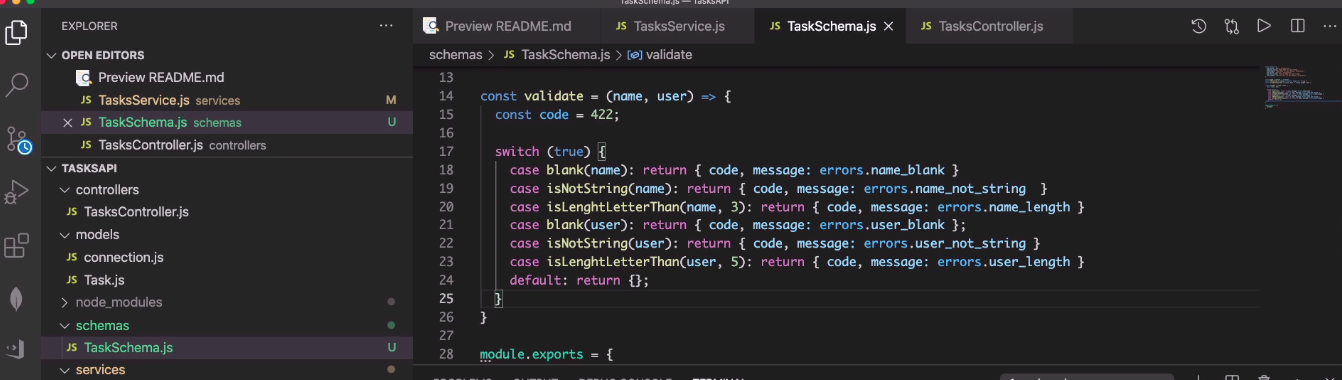 TaskSchema.js — TasksAPI
EXPLORER
OPEN EDITORS
Preview README.md
JS TasksService.js services M
JS TaskSchema.js schemas U
JS TasksController.js controllers
TASKSAPI
controllers
JS TasksController.js
models
JS connection.js
JS Task.js
node_modules
schemas
JS TaskSchema.js U
services
Preview README.md JS TasksService.js JS TaskSchema.js JS TasksController.js
schemas > JS TaskSchema.js > validate
13
14 const validate = (name, user) => {
15 const code = 422;
16
17 switch (true) {
18 case blank(name): return { code, message: errors.name_blank }
19 case isNotString(name): return { code, message: errors.name_not_string  }
20 case isLenghtLetterThan(name, 3): return { code, message: errors.name_length }
21 case blank(user): return { code, message: errors.user_blank };
22 case isNotString(user): return { code, message: errors.user_not_string }
23 case isLenghtLetterThan(user, 5): return { code, message: errors.user_length }
24 default: return {};
25 }
26 }
27
28 module.exports = {
PROBLEMS OUTPUT DEBUG CONSOLE TERMINAL